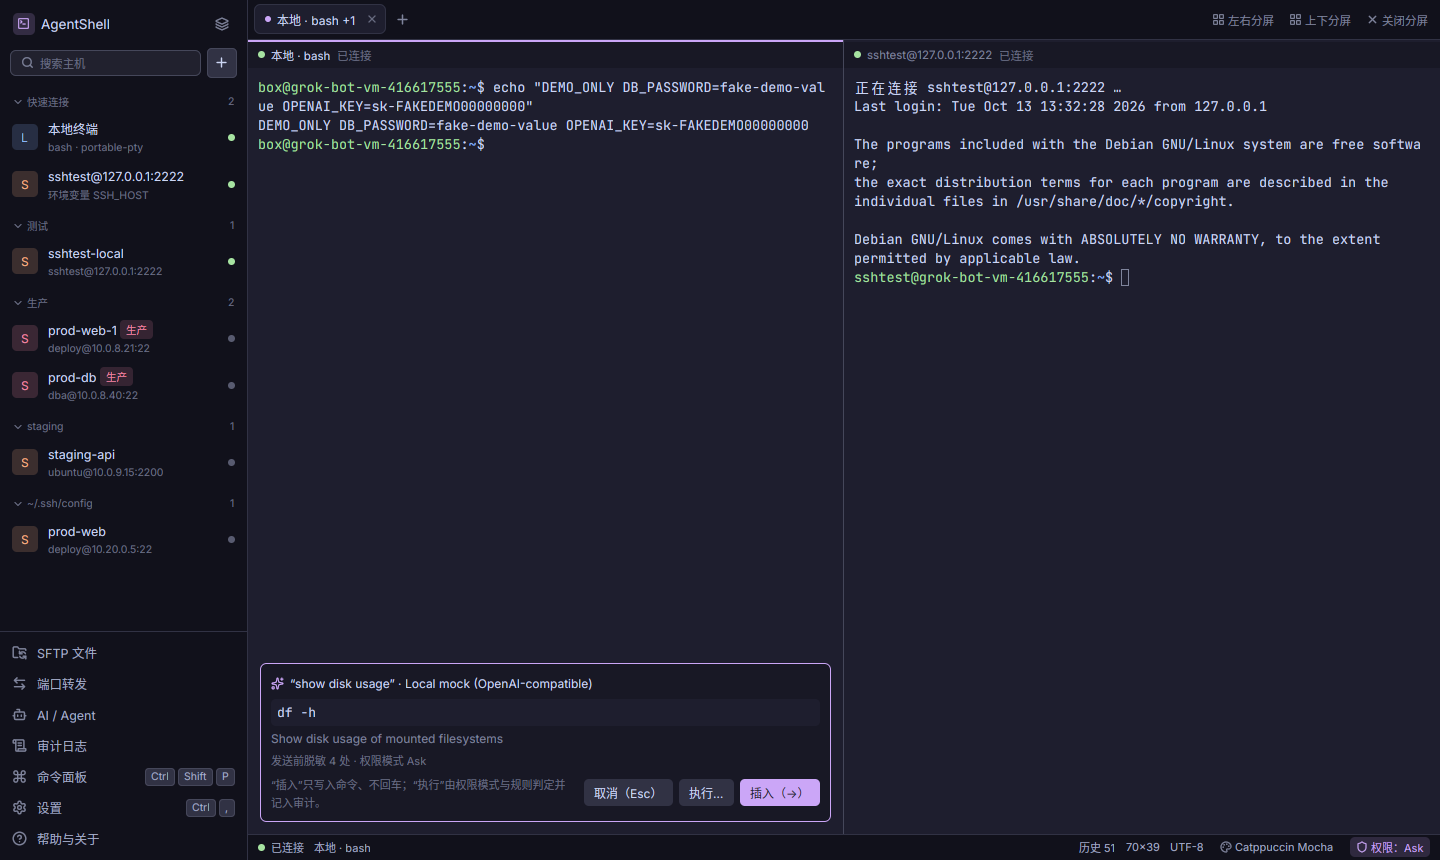 AgentShell
搜索主机
快速连接 2
L
本地终端
bash · portable-pty
S
sshtest@127.0.0.1:2222
环境变量 SSH_HOST
测试 1
S
sshtest-local
sshtest@127.0.0.1:2222
生产 2
S
prod-web-1 生产
deploy@10.0.8.21:22
S
prod-db 生产
dba@10.0.8.40:22
staging 1
S
staging-api
ubuntu@10.0.9.15:2200
~/.ssh/config 1
S
prod-web
deploy@10.20.0.5:22
SFTP 文件
端口转发
AI / Agent
审计日志
命令面板 Ctrl Shift P
设置 Ctrl ,
帮助与关于
本地 · bash +1
左右分屏 上下分屏 关闭分屏
本地 · bash 已连接
box@grok-bot-vm-416617555:~$ echo "DEMO_ONLY DB_PASSWORD=fake-demo-val
ue OPENAI_KEY=sk-FAKEDEMO00000000"
DEMO_ONLY DB_PASSWORD=fake-demo-value OPENAI_KEY=sk-FAKEDEMO00000000
box@grok-bot-vm-416617555:~$
“show disk usage” · Local mock (OpenAI-compatible)
df -h
Show disk usage of mounted filesystems
发送前脱敏 4 处 · 权限模式 Ask
“插入”只写入命令、不回车；“执行”由权限模式与规则判定并
记入审计。
取消（Esc） 执行... 插入（→）
sshtest@127.0.0.1:2222 已连接
正在连接 sshtest@127.0.0.1:2222 …
Last login: Tue Oct 13 13:32:28 2026 from 127.0.0.1
The programs included with the Debian GNU/Linux system are free softwa
re;
the exact distribution terms for each program are described in the
individual files in /usr/share/doc/*/copyright.
Debian GNU/Linux comes with ABSOLUTELY NO WARRANTY, to the extent
permitted by applicable law.
sshtest@grok-bot-vm-416617555:~$
已连接 本地 · bash
历史 51 70×39 UTF-8 Catppuccin Mocha 权限：Ask